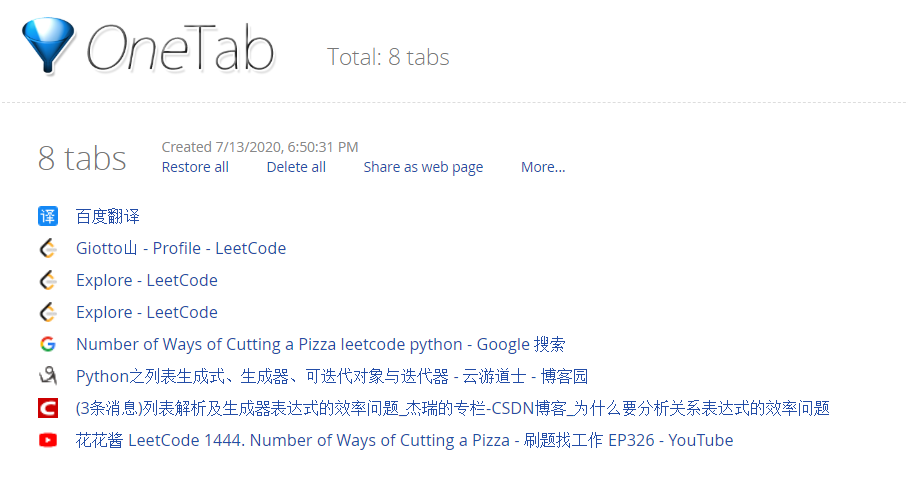 OneTab
Total: 8 tabs
8 tabs
Created 7/13/2020, 6:50:31 PM
Restore all Delete all Share as web page More...
译 百度翻译
Giotto山 - Profile - LeetCode
Explore - LeetCode
Explore - LeetCode
Number of Ways of Cutting a Pizza leetcode python - Google 搜索
Python之列表生成式、生成器、可迭代对象与迭代器 - 云游道士 - 博客园
(3条消息)列表解析及生成器表达式的效率问题_杰瑞的专栏-CSDN博客_为什么要分析关系表达式的效率问题
花花酱 LeetCode 1444. Number of Ways of Cutting a Pizza - 刷题找工作 EP326 - YouTube